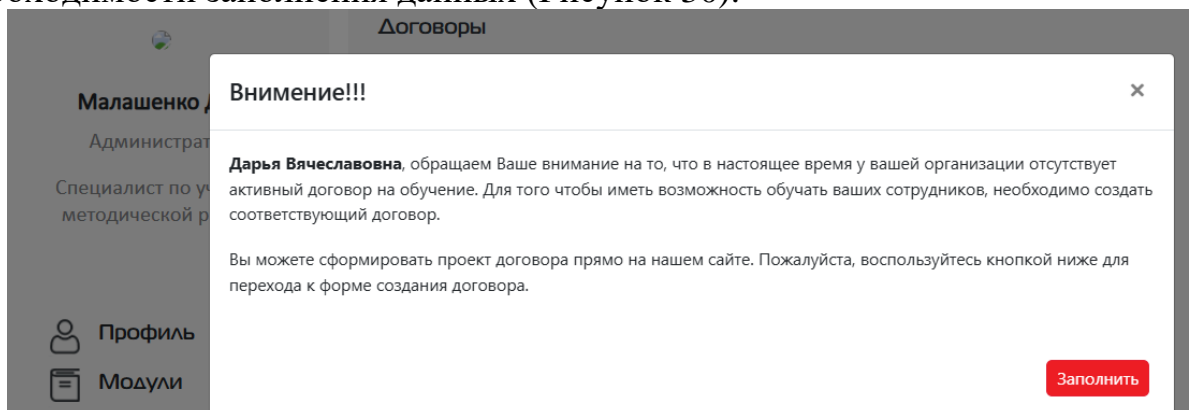 заполнения данных (Рисунок
Договоры
Малашенко
Администрат
Специалист по
методической
Внимение!!!
×
Дарья Вячеславовна, обращаем Ваше внимание на то, что в настоящее время у вашей организации отсутствует
активный договор на обучение. Для того чтобы иметь возможность обучать ваших сотрудников, необходимо создать
соответствующий договор.
Вы можете сформировать проект договора прямо на нашем сайте. Пожалуйста, воспользуйтесь кнопкой ниже для
перехода к форме создания договора.
Профиль
Модули
Заполнить